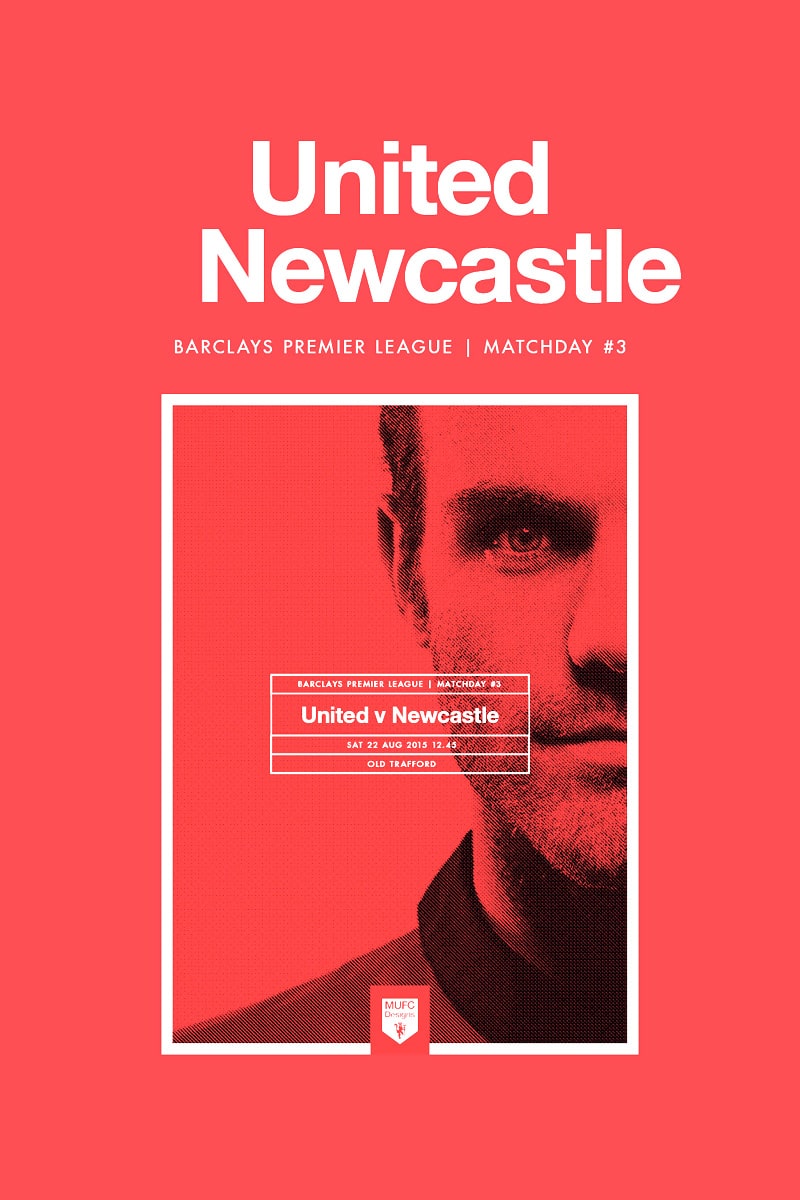 United
Newcastle
BARCLAYS PREMIER LEAGUE | MATCHDAY #3
BARCLAYS PREMIER LEAGUE | MATCHDAY #3
United v Newcastle
SAT 22 AUG 2015 12.45
OLD TRAFFORD
MUFC
Designs